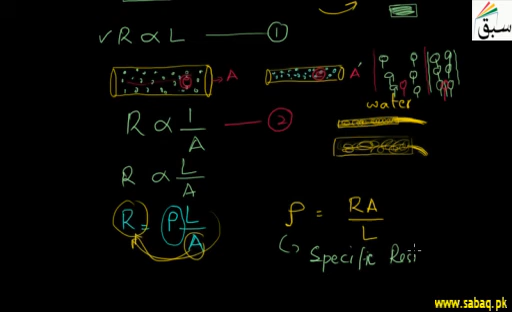 سبق
✓ R ∝ L — ①
A
A'
water
R ∝ 1/A — ②
R ∝ L/A
R = ρ L/A
ρ = RA/L
Specific Resi
www.sabaq.pk